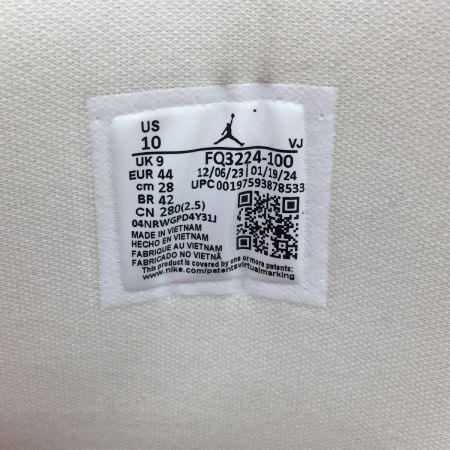 US
10
VJ
UK 9 FQ3224-100
EUR 44 12/06/23 | 01/19/24
cm 28 UPC 00197593878533
BR 42
CN 280(2.5)
04NRWGPD4Y31J
MADE IN VIETNAM
HECHO EN VIETNAM
FABRIQUE AU VIETNAM
FABRICADO NO VIETNÃ
This product is covered by one or more patents:
www.nike.com/patentsvirtualmarking